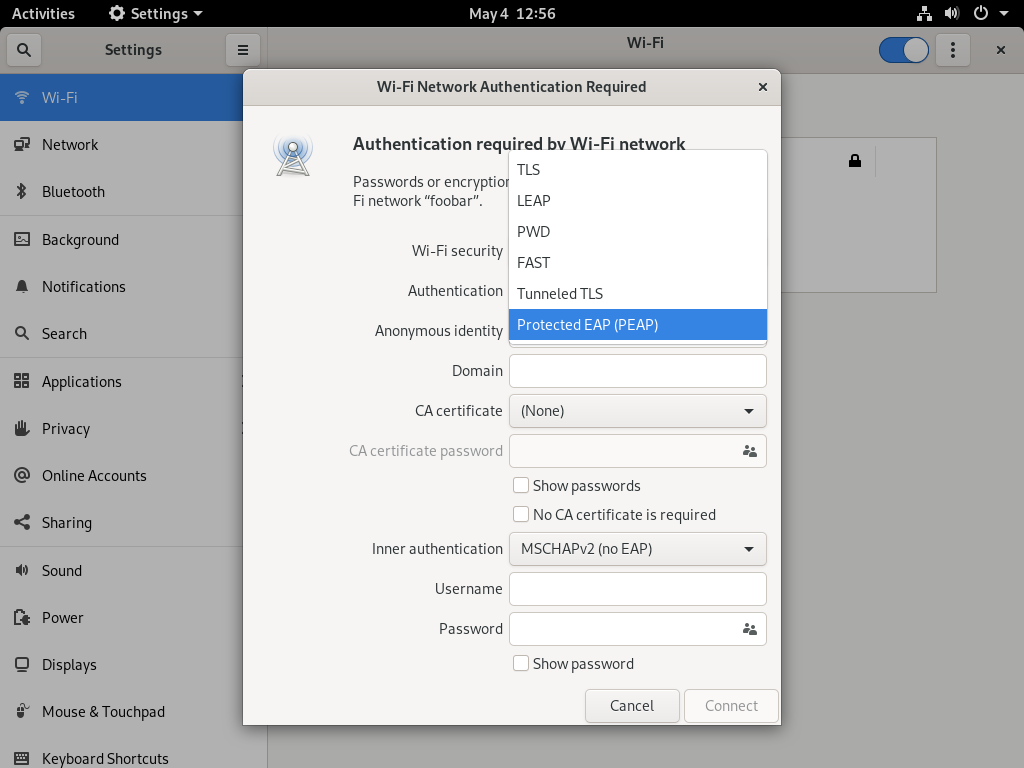 Activities
Settings
May 4 12:56
Settings
Wi-Fi
Wi-Fi
Network
Bluetooth
Background
Notifications
Search
Applications
Privacy
Online Accounts
Sharing
Sound
Power
Displays
Mouse & Touchpad
Keyboard Shortcuts
Wi-Fi Network Authentication Required
Authentication required by Wi-Fi network
Passwords or encryption
Fi network “foobar”.
Wi-Fi security
Authentication
TLS
LEAP
PWD
FAST
Tunneled TLS
Protected EAP (PEAP)
Anonymous identity
Domain
CA certificate (None)
CA certificate password
Show passwords
No CA certificate is required
Inner authentication MSCHAPv2 (no EAP)
Username
Password
Show password
Cancel Connect